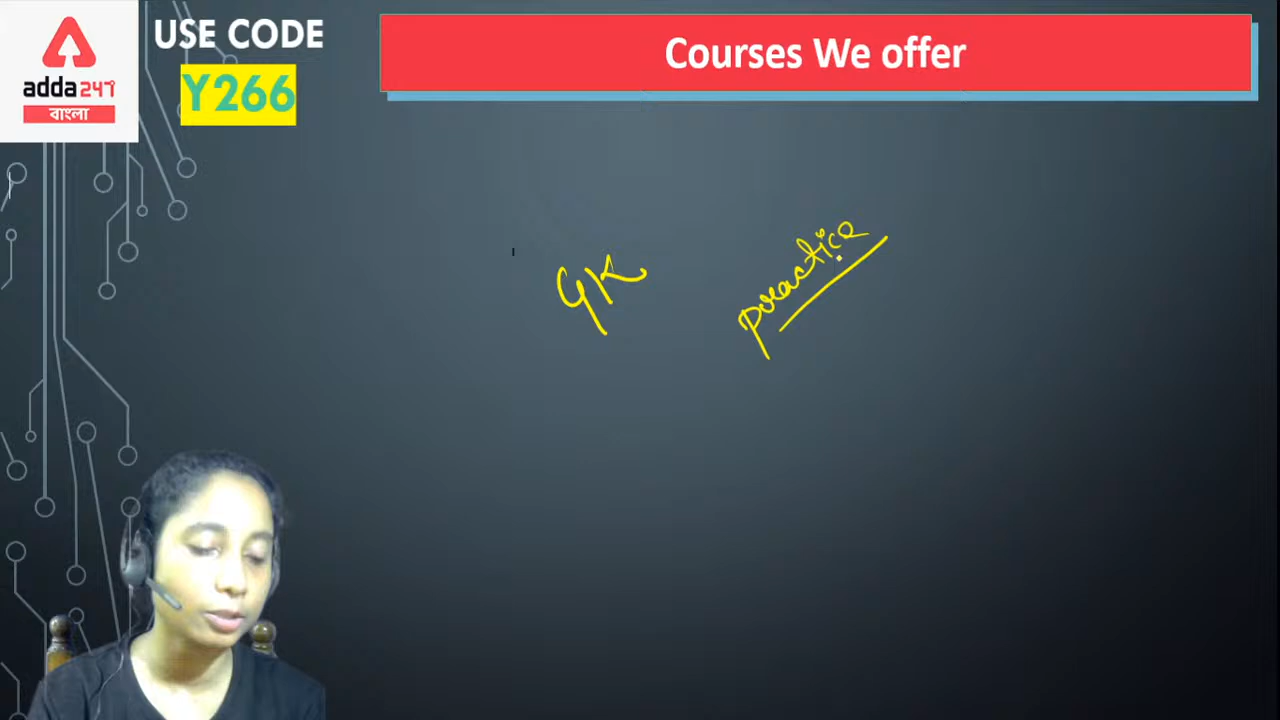 adda247
বাংলা
USE CODE
Y266
Courses We offer
GK
practice